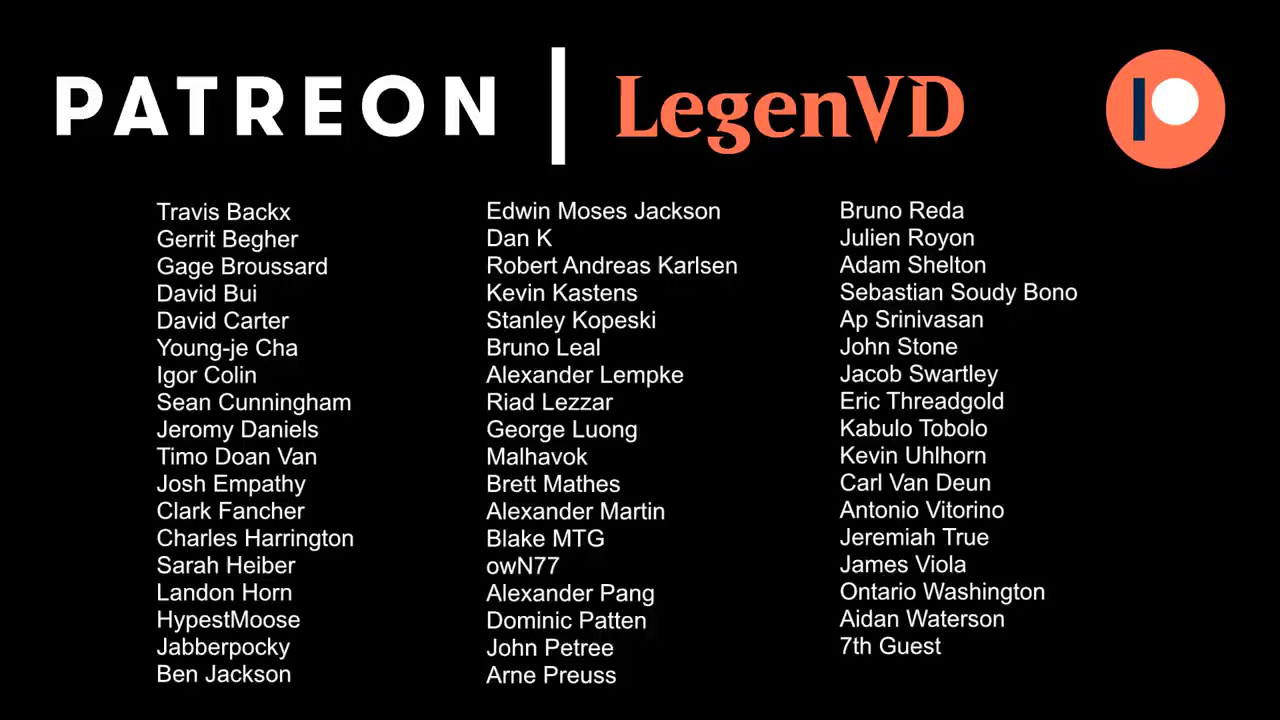 PATREON | LegenVD
Travis Backx
Gerrit Begher
Gage Broussard
David Bui
David Carter
Young-je Cha
Igor Colin
Sean Cunningham
Jeromy Daniels
Timo Doan Van
Josh Empathy
Clark Fancher
Charles Harrington
Sarah Heiber
Landon Horn
HypestMoose
Jabberpocky
Ben Jackson
Edwin Moses Jackson
Dan K
Robert Andreas Karlsen
Kevin Kastens
Stanley Kopeski
Bruno Leal
Alexander Lempke
Riad Lezzar
George Luong
Malhavok
Brett Mathes
Alexander Martin
Blake MTG
owN77
Alexander Pang
Dominic Patten
John Petree
Arne Preuss
Bruno Reda
Julien Royon
Adam Shelton
Sebastian Soudy Bono
Ap Srinivasan
John Stone
Jacob Swartley
Eric Threadgold
Kabulo Tobolo
Kevin Uhlhorn
Carl Van Deun
Antonio Vitorino
Jeremiah True
James Viola
Ontario Washington
Aidan Waterson
7th Guest